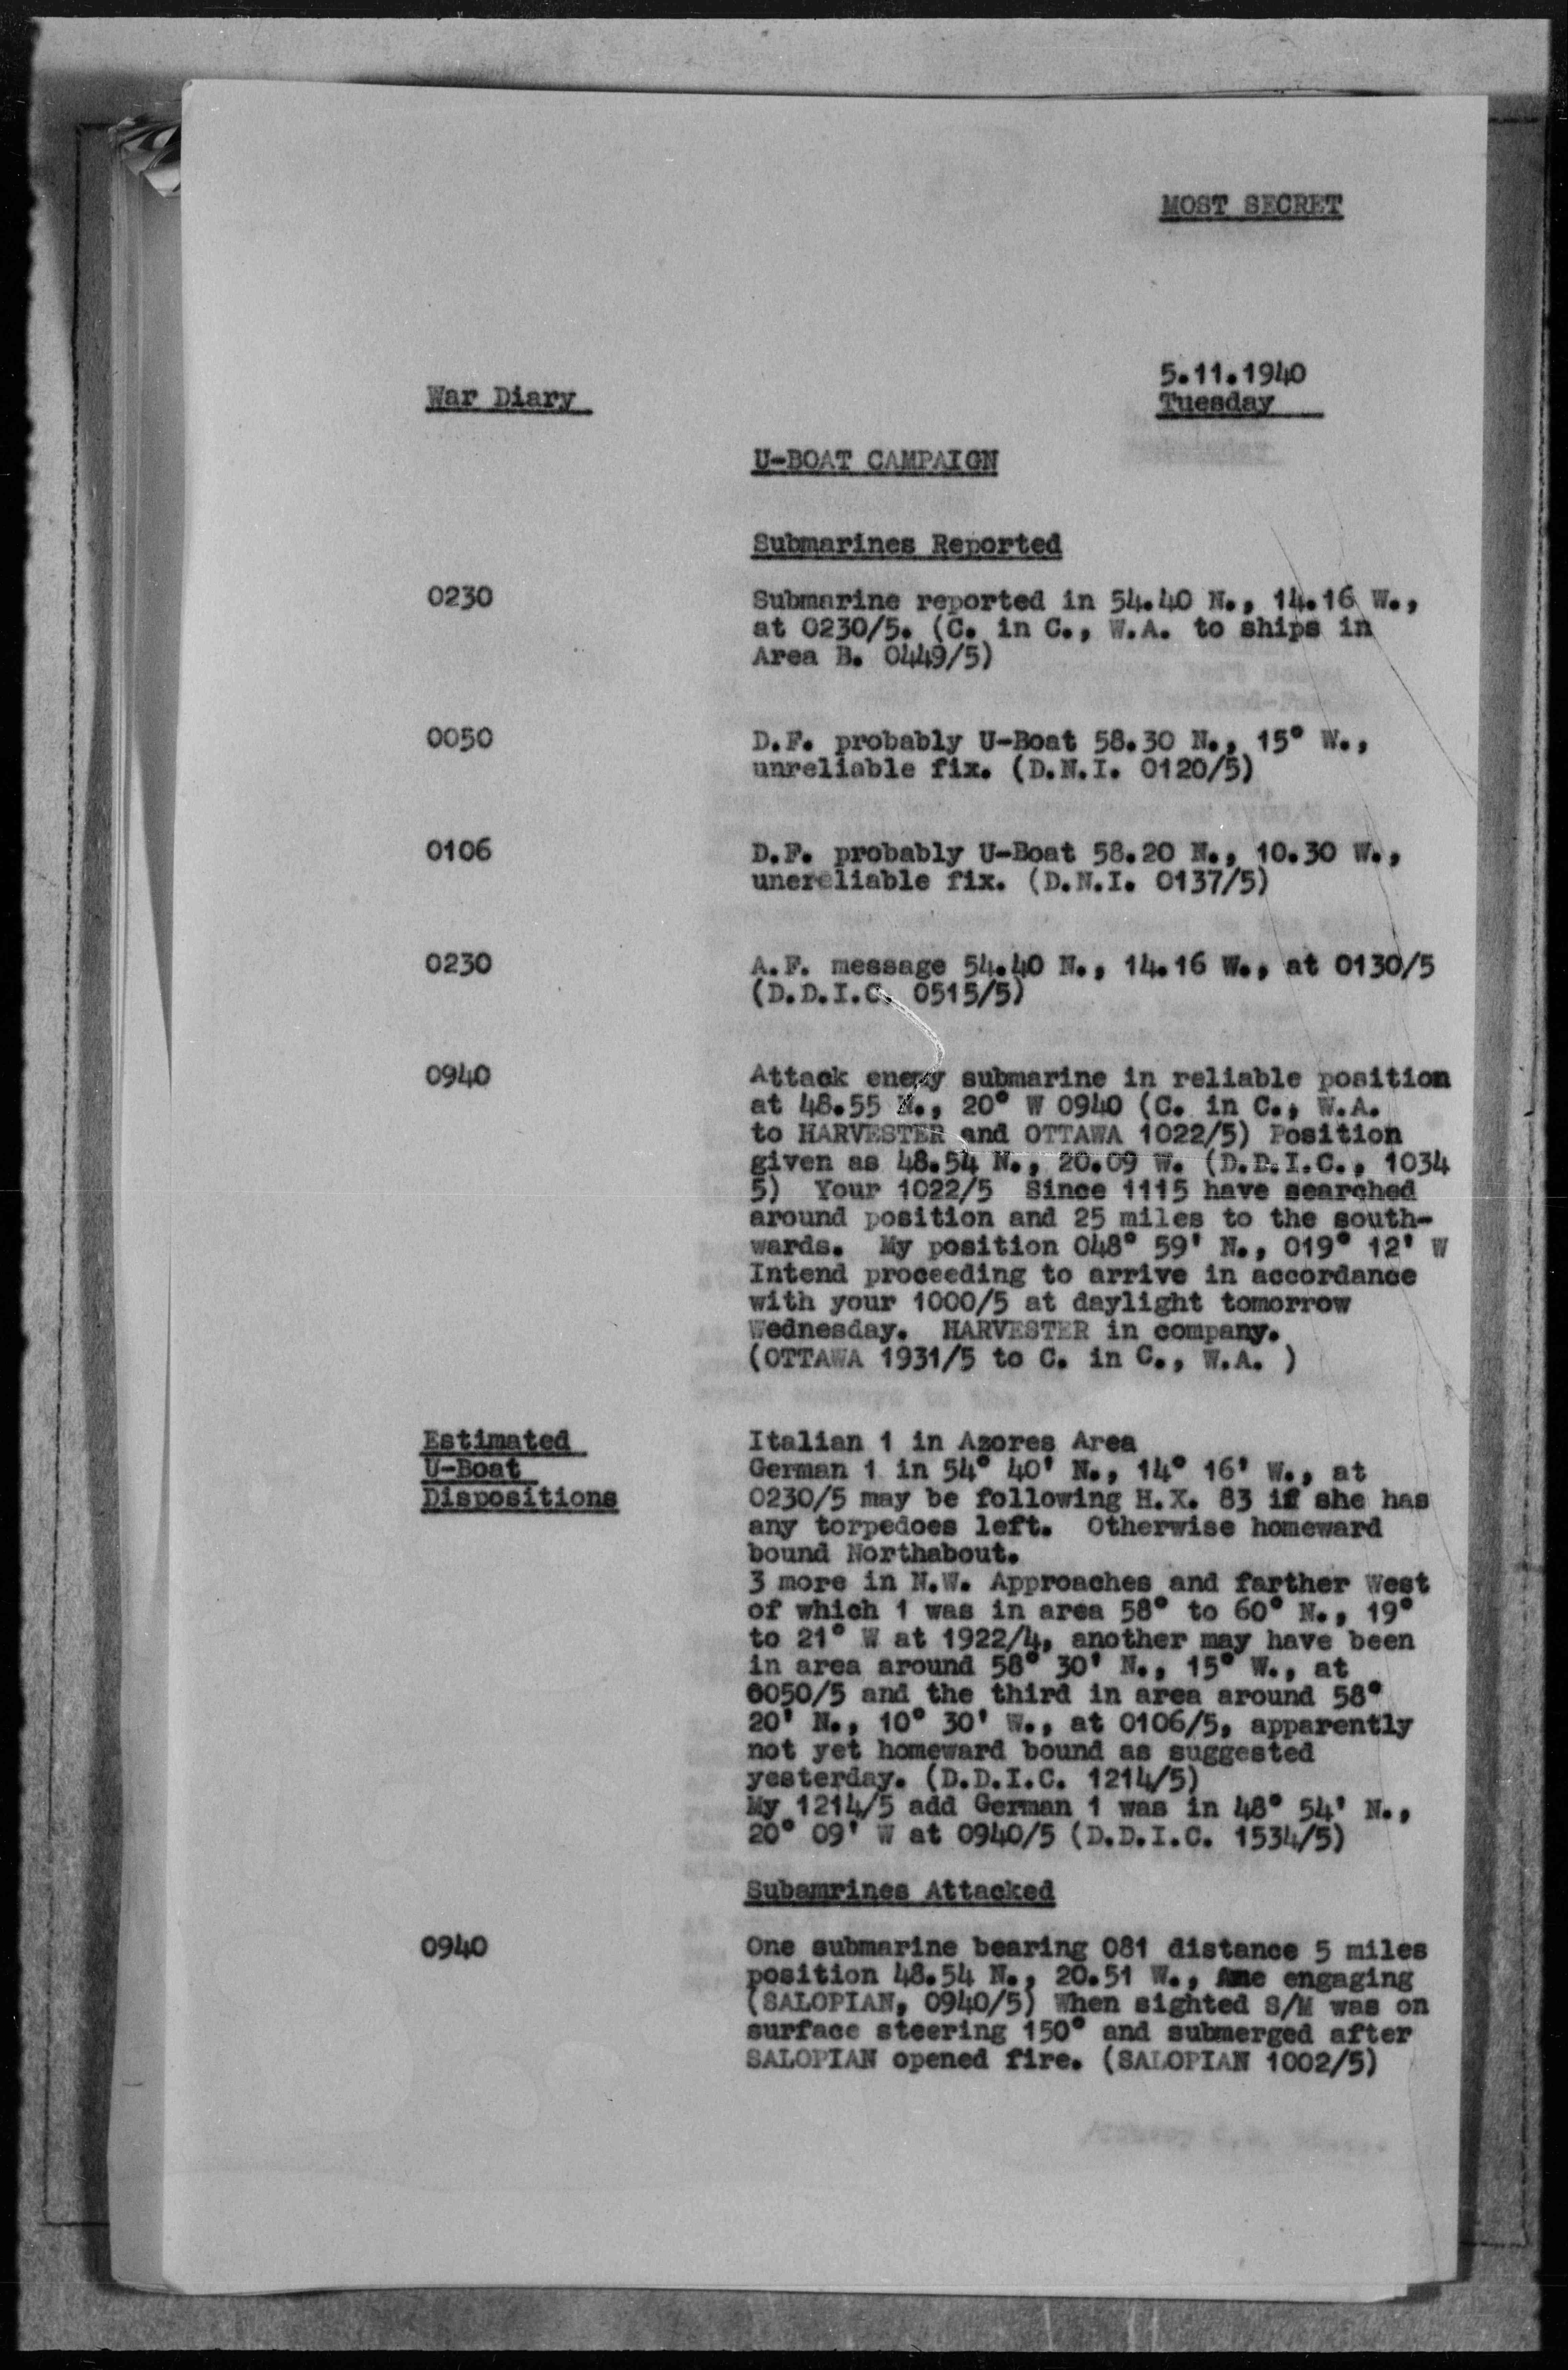 MOST SECRET
5.11.1940
War Diary
Tuesday
U-BOAT CAMPAIGN
Submarines Reported
0230
Submarine reported in 54.40 N., 14.16 W.,
at 0230/5. (C. in C., W.A. to ships in
Area B. 0449/5)
0050
D.F. probably U-Boat 58.30 N., 15° W.,
unreliable fix. (D.N.I. 0120/5)
0106
D.F. probably U-Boat 58.20 N., 10.30 W.,
unereliable fix. (D.N.I. 0137/5)
0230
A.F. message 54.40 N., 14.16 W., at 0130/5
(D.D.I.C. 0515/5)
0940
Attack enemy submarine in reliable position
at 48.55 N., 20° W 0940 (C. in C., W.A.
to HARVESTER and OTTAWA 1022/5) Position
given as 48.54 N., 20.09 W. (D.D.I.C., 1034
5) Your 1022/5 Since 1115 have searched
around position and 25 miles to the south-
wards. My position 048° 59' N., 019° 12' W
Intend proceeding to arrive in accordance
with your 1000/5 at daylight tomorrow
Wednesday. HARVESTER in company.
(OTTAWA 1931/5 to C. in C., W.A. )
Estimated
U-Boat
Dispositions
Italian 1 in Azores Area
German 1 in 54° 40' N., 14° 16' W., at
0230/5 may be following H.X. 83 if she has
any torpedoes left. Otherwise homeward
bound Northabout.
3 more in N.W. Approaches and farther West
of which 1 was in area 58° to 60° N., 19°
to 21° W at 1922/4, another may have been
in area around 58° 30' N., 15° W., at
0050/5 and the third in area around 58°
20' N., 10° 30' W., at 0106/5, apparently
not yet homeward bound as suggested
yesterday. (D.D.I.C. 1214/5)
My 1214/5 add German 1 was in 48° 54' N.,
20° 09' W at 0940/5 (D.D.I.C. 1534/5)
Subamrines Attacked
0940
One submarine bearing 081 distance 5 miles
position 48.54 N., 20.51 W., engaging
(SALOPIAN, 0940/5) When sighted S/M was on
surface steering 150° and submerged after
SALOPIAN opened fire. (SALOPIAN 1002/5)